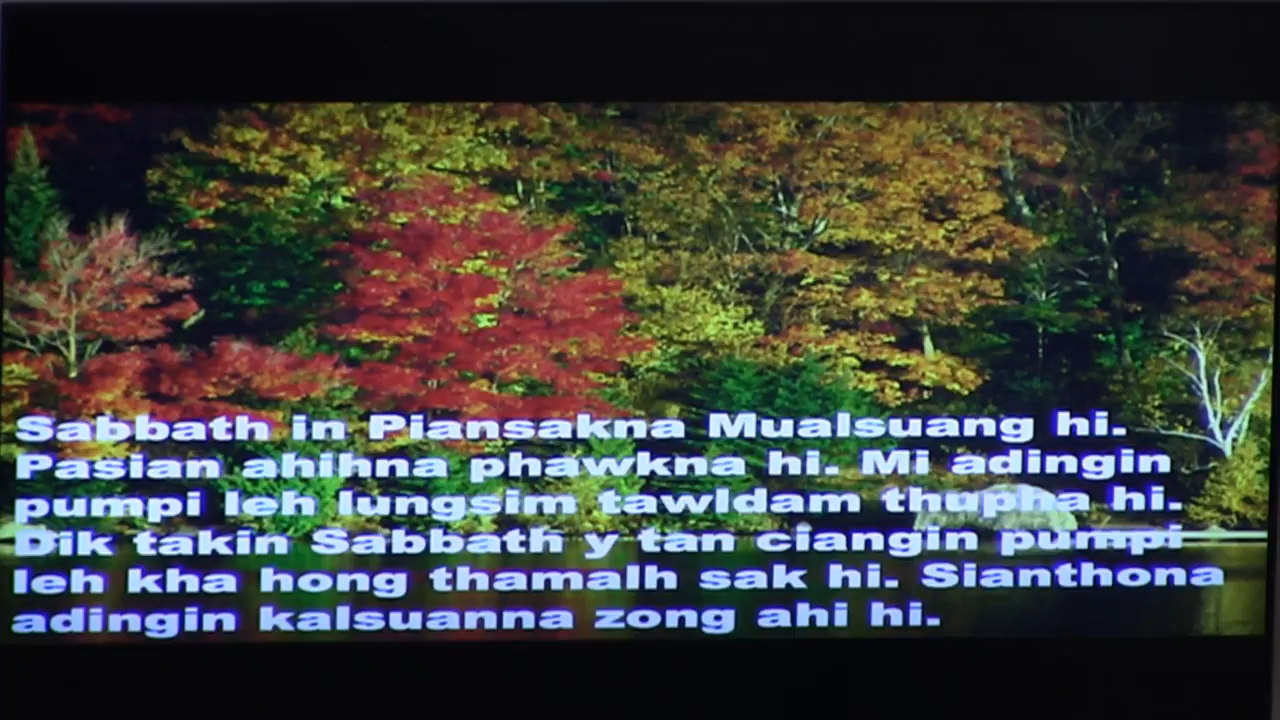 Sabbath in Piansakna Mualsuang hi.
Pasian ahihna phawkna hi. Mi adingin
pumpi leh lungsim tawldam thupha hi.
Dik takin Sabbath y tan ciangin pumpi
leh kha hong thamalh sak hi. Sianthona
adingin kalsuanna zong ahi hi.